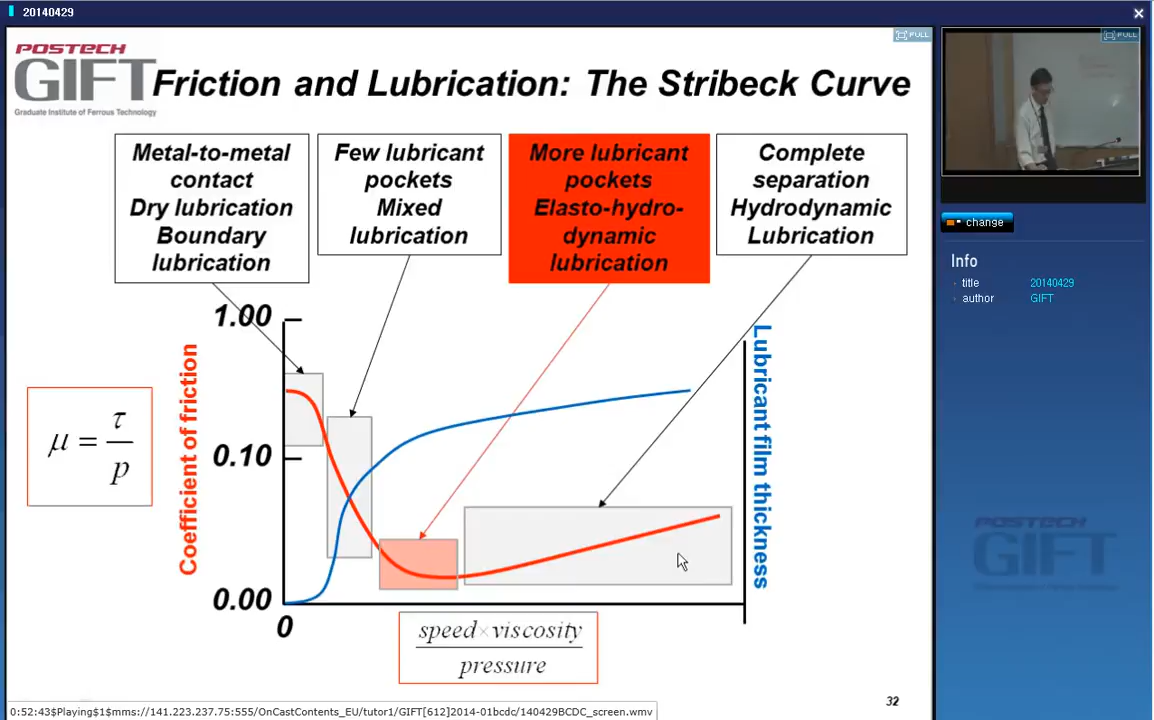 20140429
FULL
FULL
POSTECH
GIFT
Graduate Institute of Ferrous Technology
Friction and Lubrication: The Stribeck Curve
Metal-to-metal
contact
Dry lubrication
Boundary
lubrication
Few lubricant
pockets
Mixed
lubrication
More lubricant
pockets
Elasto-hydro-
dynamic
lubrication
Complete
separation
Hydrodynamic
Lubrication
change
Info
title 20140429
author GIFT
1.00
0.10
0.00
0
Coefficient of friction
Lubricant film thickness
μ = τ / p
speed×viscosity
pressure
POSTECH
GIFT
32
0:52:43$Playing$1$mms://141.223.237.75:555/OnCastContents_EU/tutor1/GIFT[612]2014-01bcdc/140429BCDC_screen.wmv